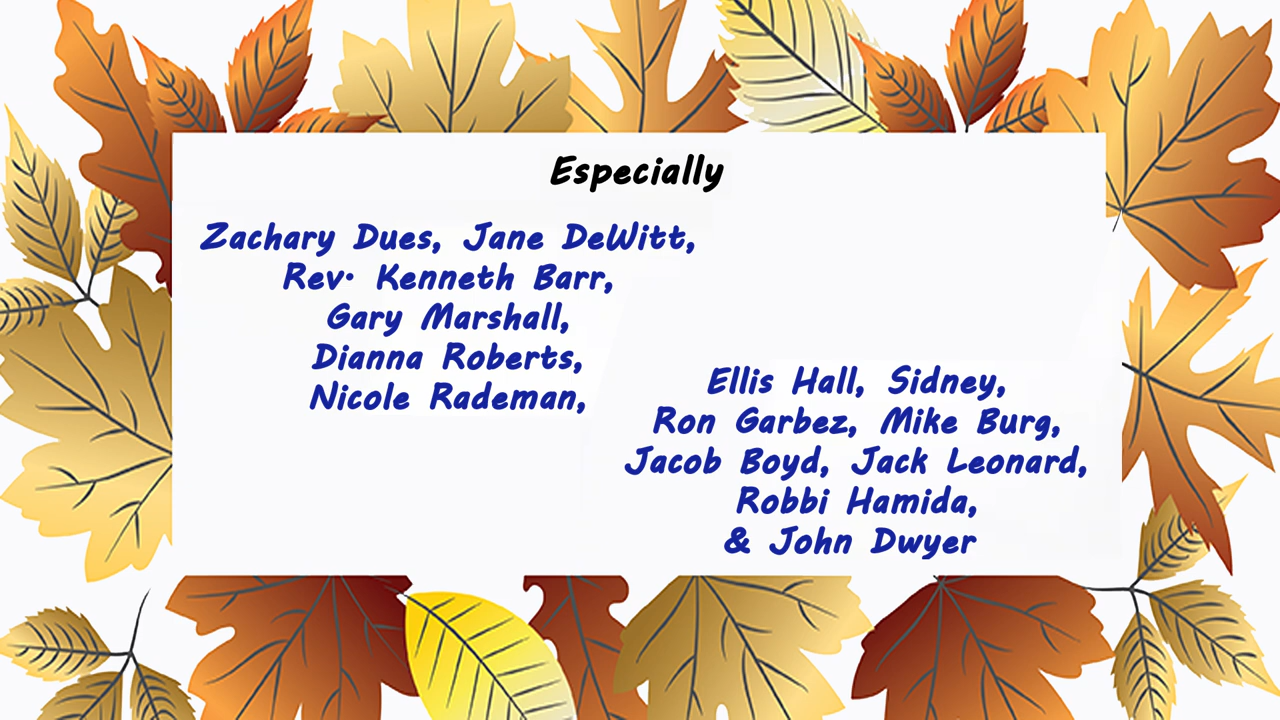 Especially
Zachary Dues, Jane DeWitt,
Rev. Kenneth Barr,
Gary Marshall,
Dianna Roberts,
Nicole Rademan,
Ellis Hall, Sidney,
Ron Garbez, Mike Burg,
Jacob Boyd, Jack Leonard,
Robbi Hamida,
& John Dwyer